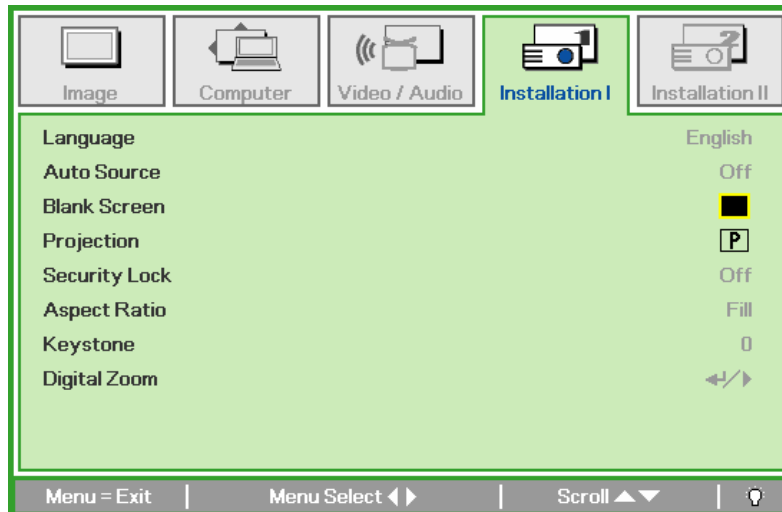 Image Computer Video / Audio Installation I Installation II
Language English
Auto Source Off
Blank Screen
Projection P
Security Lock Off
Aspect Ratio Fill
Keystone 0
Digital Zoom
Menu = Exit Menu Select Scroll